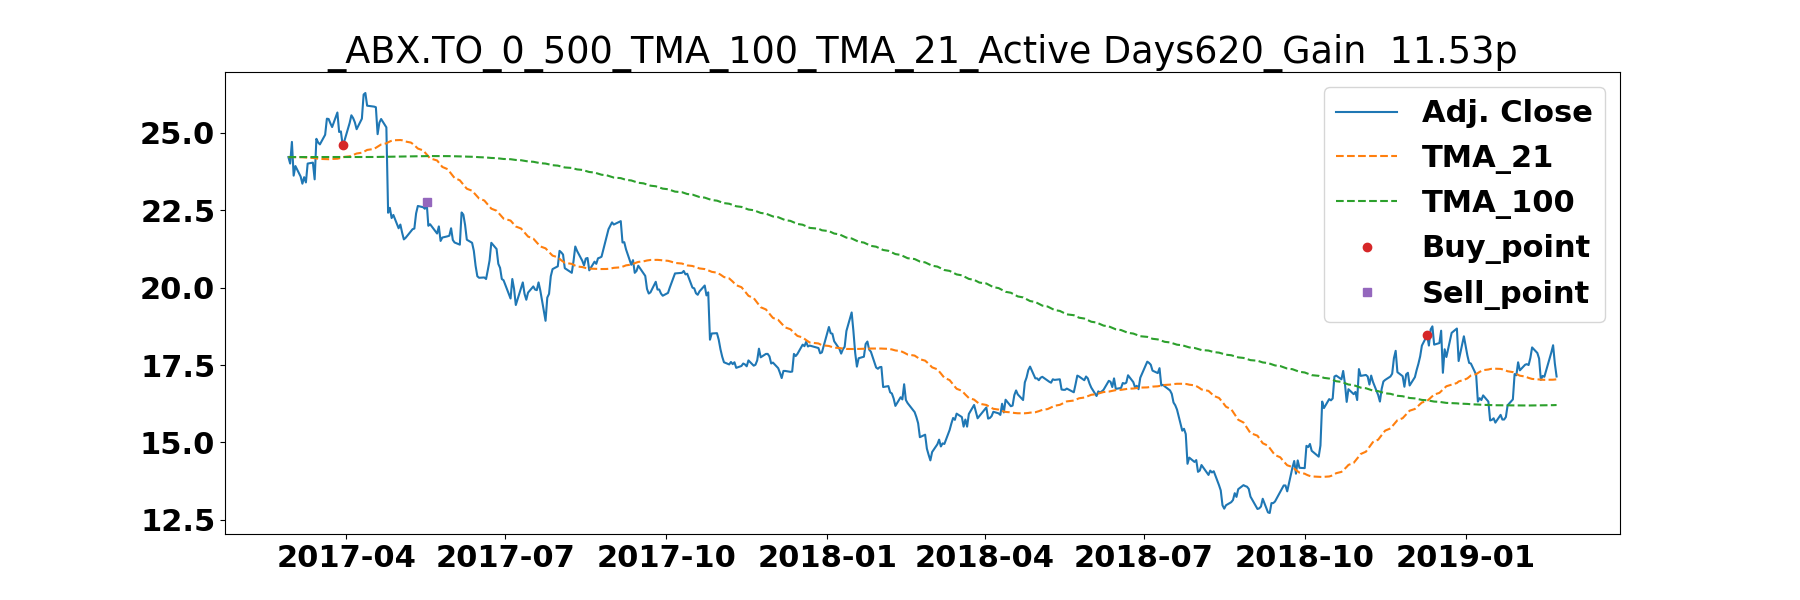 _ABX.TO_0_500_TMA_100_TMA_21_Active Days620_Gain  11.53p
25.0
22.5
20.0
17.5
15.0
12.5
Adj. Close
TMA_21
TMA_100
Buy_point
Sell_point
2017-04 2017-07 2017-10 2018-01 2018-04 2018-07 2018-10 2019-01